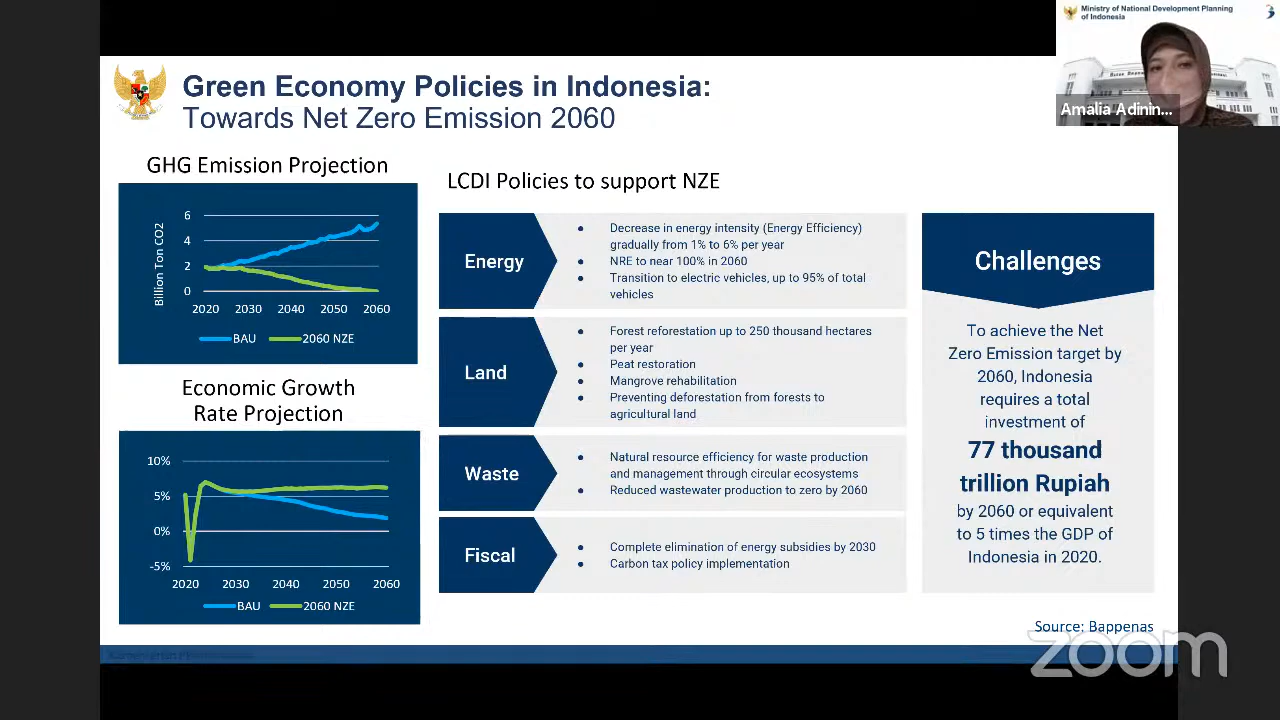 Ministry of National Development Planning
of Indonesia
Amalia Adinin...
Green Economy Policies in Indonesia:
Towards Net Zero Emission 2060
GHG Emission Projection
Billion Ton CO2
6
4
2
0
2020 2030 2040 2050 2060
BAU 2060 NZE
Economic Growth
Rate Projection
10%
5%
0%
-5%
2020 2030 2040 2050 2060
BAU 2060 NZE
LCDI Policies to support NZE
Energy
● Decrease in energy intensity (Energy Efficiency)
gradually from 1% to 6% per year
● NRE to near 100% in 2060
● Transition to electric vehicles, up to 95% of total
vehicles
Land
● Forest reforestation up to 250 thousand hectares
per year
● Peat restoration
● Mangrove rehabilitation
● Preventing deforestation from forests to
agricultural land
Waste
● Natural resource efficiency for waste production
and management through circular ecosystems
● Reduced wastewater production to zero by 2060
Fiscal
● Complete elimination of energy subsidies by 2030
● Carbon tax policy implementation
Challenges
To achieve the Net
Zero Emission target by
2060, Indonesia
requires a total
investment of
77 thousand
trillion Rupiah
by 2060 or equivalent
to 5 times the GDP of
Indonesia in 2020.
Source: Bappenas
zoom